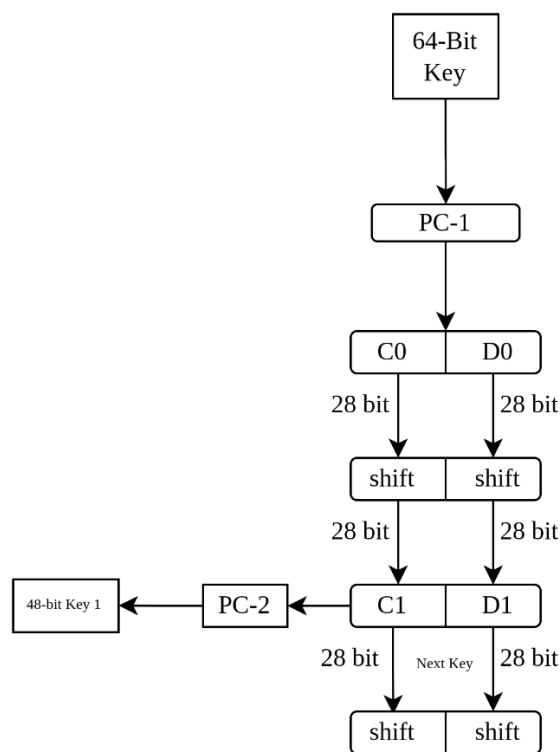 64-Bit
Key
PC-1
C0 D0
28 bit 28 bit
shift shift
28 bit 28 bit
48-bit Key 1 PC-2 C1 D1
28 bit Next Key 28 bit
shift shift